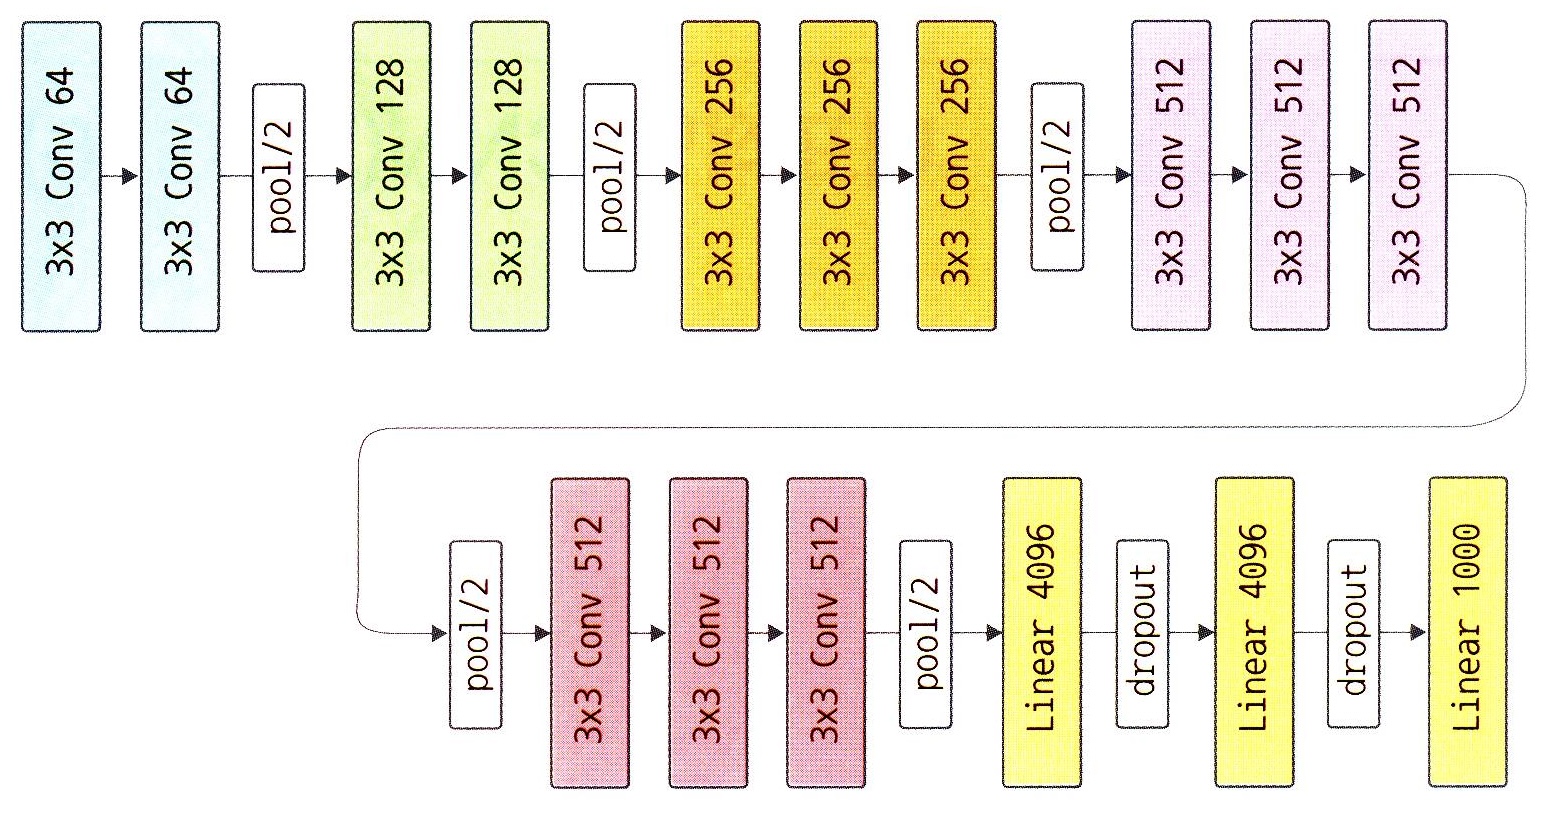 3x3 Conv 64
3x3 Conv 64
pool/2
3x3 Conv 128
3x3 Conv 128
pool/2
3x3 Conv 256
3x3 Conv 256
3x3 Conv 256
pool/2
3x3 Conv 512
3x3 Conv 512
3x3 Conv 512
pool/2
3x3 Conv 512
3x3 Conv 512
3x3 Conv 512
pool/2
Linear 4096
dropout
Linear 4096
dropout
Linear 1000